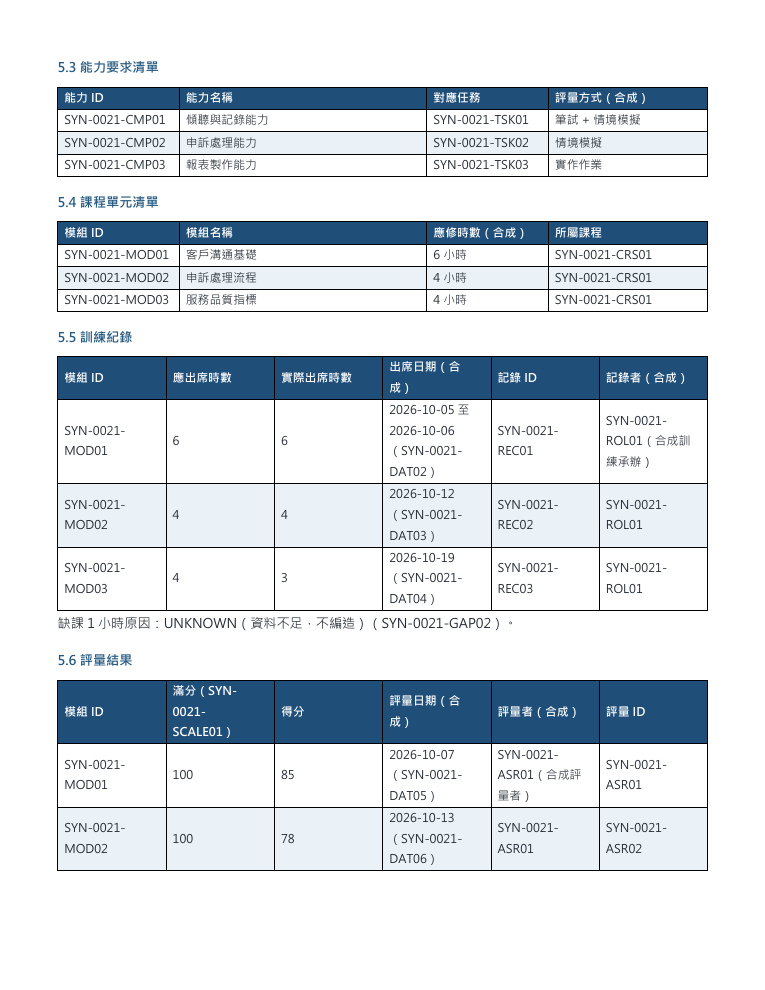 5.3 能力要求清單
能力 ID 能力名稱 對應任務 評量方式（合成）
SYN-0021-CMP01 傾聽與記錄能力 SYN-0021-TSK01 筆試 + 情境模擬
SYN-0021-CMP02 申訴處理能力 SYN-0021-TSK02 情境模擬
SYN-0021-CMP03 報表製作能力 SYN-0021-TSK03 實作作業
5.4 課程單元清單
模組 ID 模組名稱 應修時數（合成） 所屬課程
SYN-0021-MOD01 客戶溝通基礎 6 小時 SYN-0021-CRS01
SYN-0021-MOD02 申訴處理流程 4 小時 SYN-0021-CRS01
SYN-0021-MOD03 服務品質指標 4 小時 SYN-0021-CRS01
5.5 訓練紀錄
模組 ID 應出席時數 實際出席時數 出席日期（合
成） 記錄 ID 記錄者（合成）
SYN-0021-
MOD01 6 6 2026-10-05 至
2026-10-06
（SYN-0021-
DAT02） SYN-0021-
REC01 SYN-0021-
ROL01（合成訓
練承辦）
SYN-0021-
MOD02 4 4 2026-10-12
（SYN-0021-
DAT03） SYN-0021-
REC02 SYN-0021-
ROL01
SYN-0021-
MOD03 4 3 2026-10-19
（SYN-0021-
DAT04） SYN-0021-
REC03 SYN-0021-
ROL01
缺課 1 小時原因：UNKNOWN（資料不足，不編造）（SYN-0021-GAP02）。
5.6 評量結果
模組 ID 滿分（SYN-
0021-
SCALE01） 得分 評量日期（合
成） 評量者（合成） 評量 ID
SYN-0021-
MOD01 100 85 2026-10-07
（SYN-0021-
DAT05） SYN-0021-
ASR01（合成評
量者） SYN-0021-
ASR01
SYN-0021-
MOD02 100 78 2026-10-13
（SYN-0021-
DAT06） SYN-0021-
ASR01 SYN-0021-
ASR02